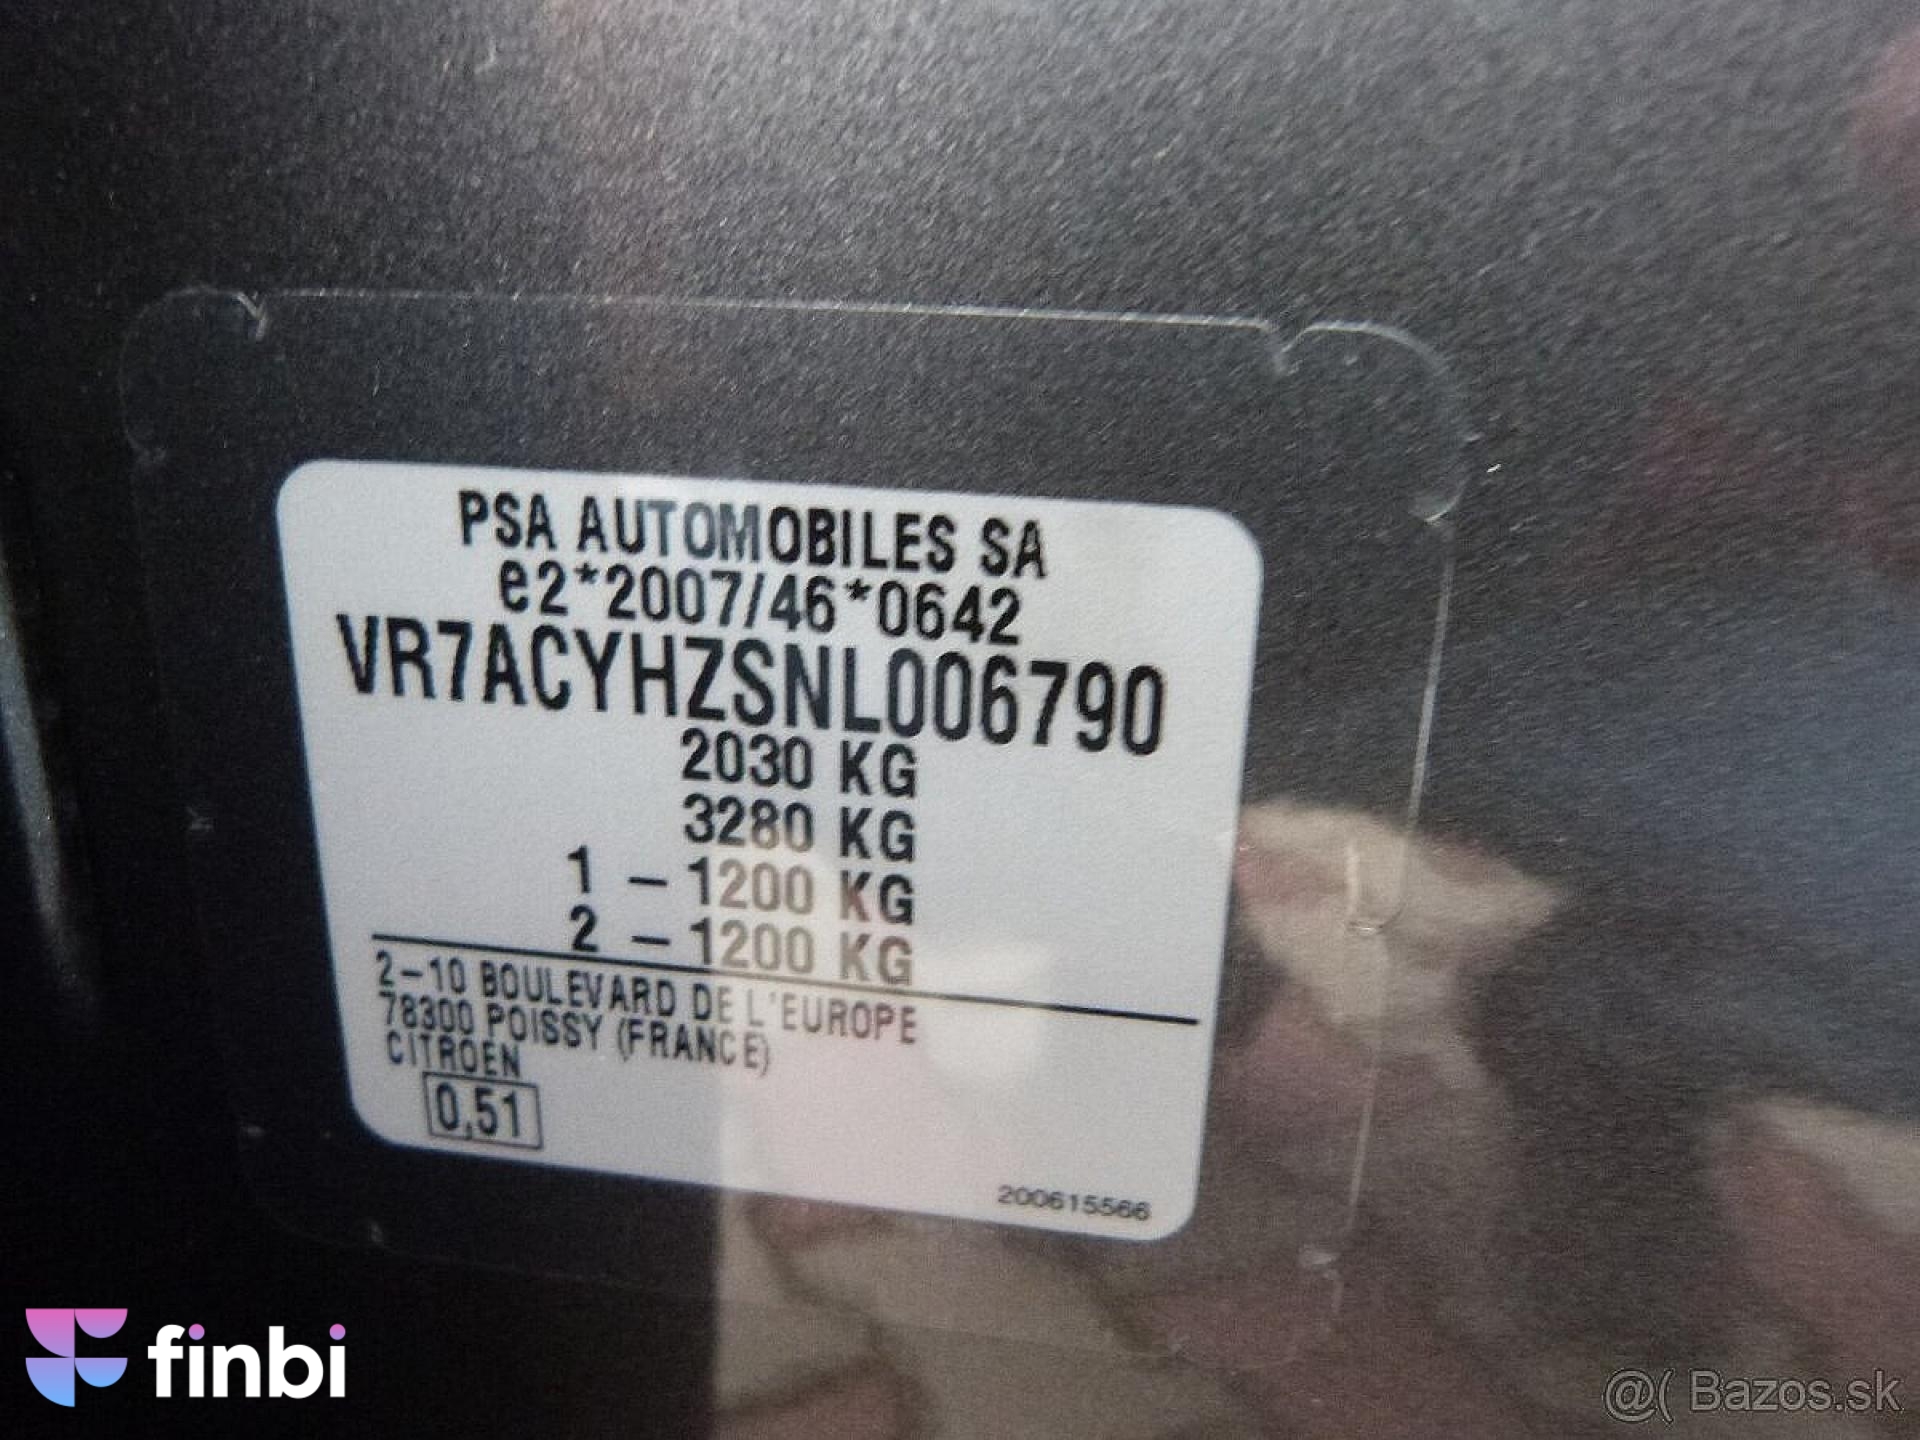 PSA AUTOMOBILES SA
e2*2007/46*0642
VR7ACYHZSNL006790
2030 KG
3280 KG
1 – 1200 KG
2 – 1200 KG
2–10 BOULEVARD DE L'EUROPE
78300 POISSY (FRANCE)
CITROEN
0,51
200615566
finbi
@( Bazos.sk